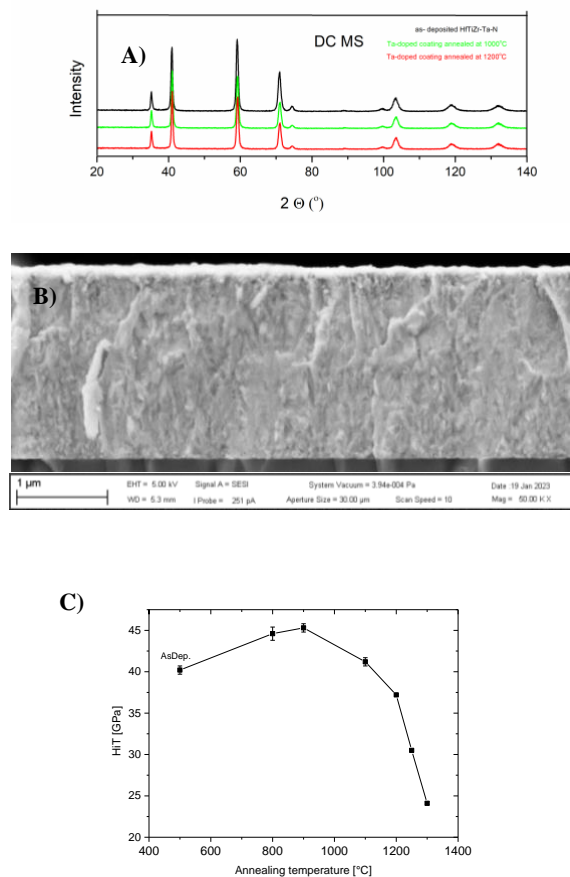 A)
DC MS
as- deposited HfTiZr-Ta-N
Ta-doped coating annealed at 1000°C
Ta-doped coating annealed at 1200°C
Intensity
20 40 60 80 100 120 140
2 Θ (°)
B)
1 µm
EHT = 5.00 kV Signal A = SESI System Vacuum = 3.94e-004 Pa Date :19 Jan 2023
WD = 5.3 mm I Probe = 251 pA Aperture Size = 30.00 µm Scan Speed = 10 Mag = 50.00 K X
C)
45
40
35
30
25
20
AsDep.
HiT [GPa]
400 600 800 1000 1200 1400
Annealing temperature [°C]